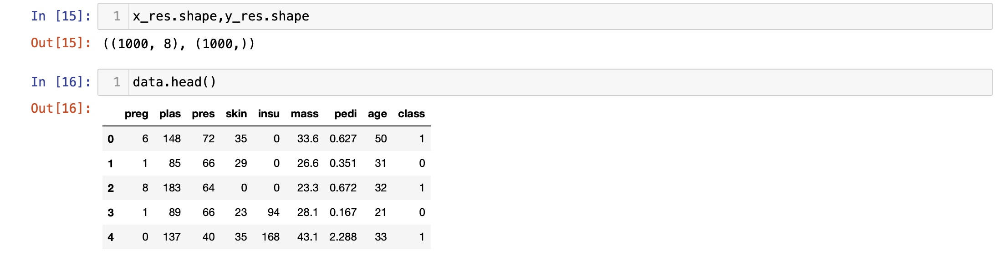 In [15]: 1 x_res.shape,y_res.shape
Out[15]: ((1000, 8), (1000,))
In [16]: 1 data.head()
Out[16]:
preg plas pres skin insu mass pedi age class
0 6 148 72 35 0 33.6 0.627 50 1
1 1 85 66 29 0 26.6 0.351 31 0
2 8 183 64 0 0 23.3 0.672 32 1
3 1 89 66 23 94 28.1 0.167 21 0
4 0 137 40 35 168 43.1 2.288 33 1